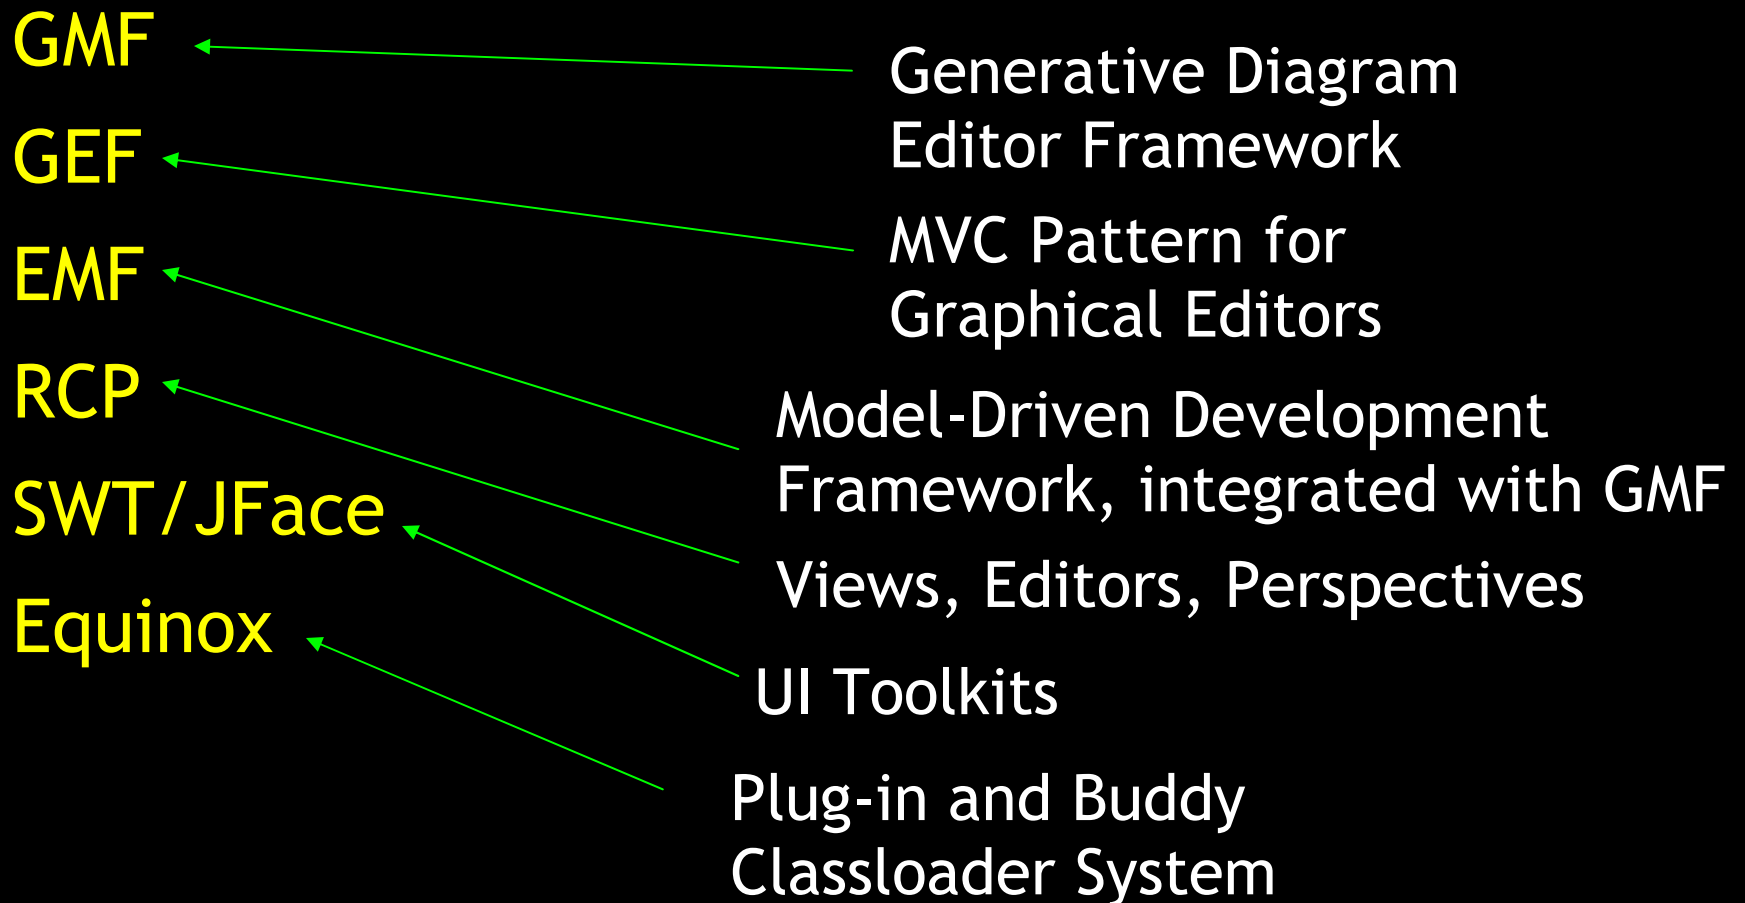 GMF
GEF
EMF
RCP
SWT/JFace
Equinox
Generative Diagram
Editor Framework
MVC Pattern for
Graphical Editors
Model-Driven Development
Framework, integrated with GMF
Views, Editors, Perspectives
UI Toolkits
Plug-in and Buddy
Classloader System